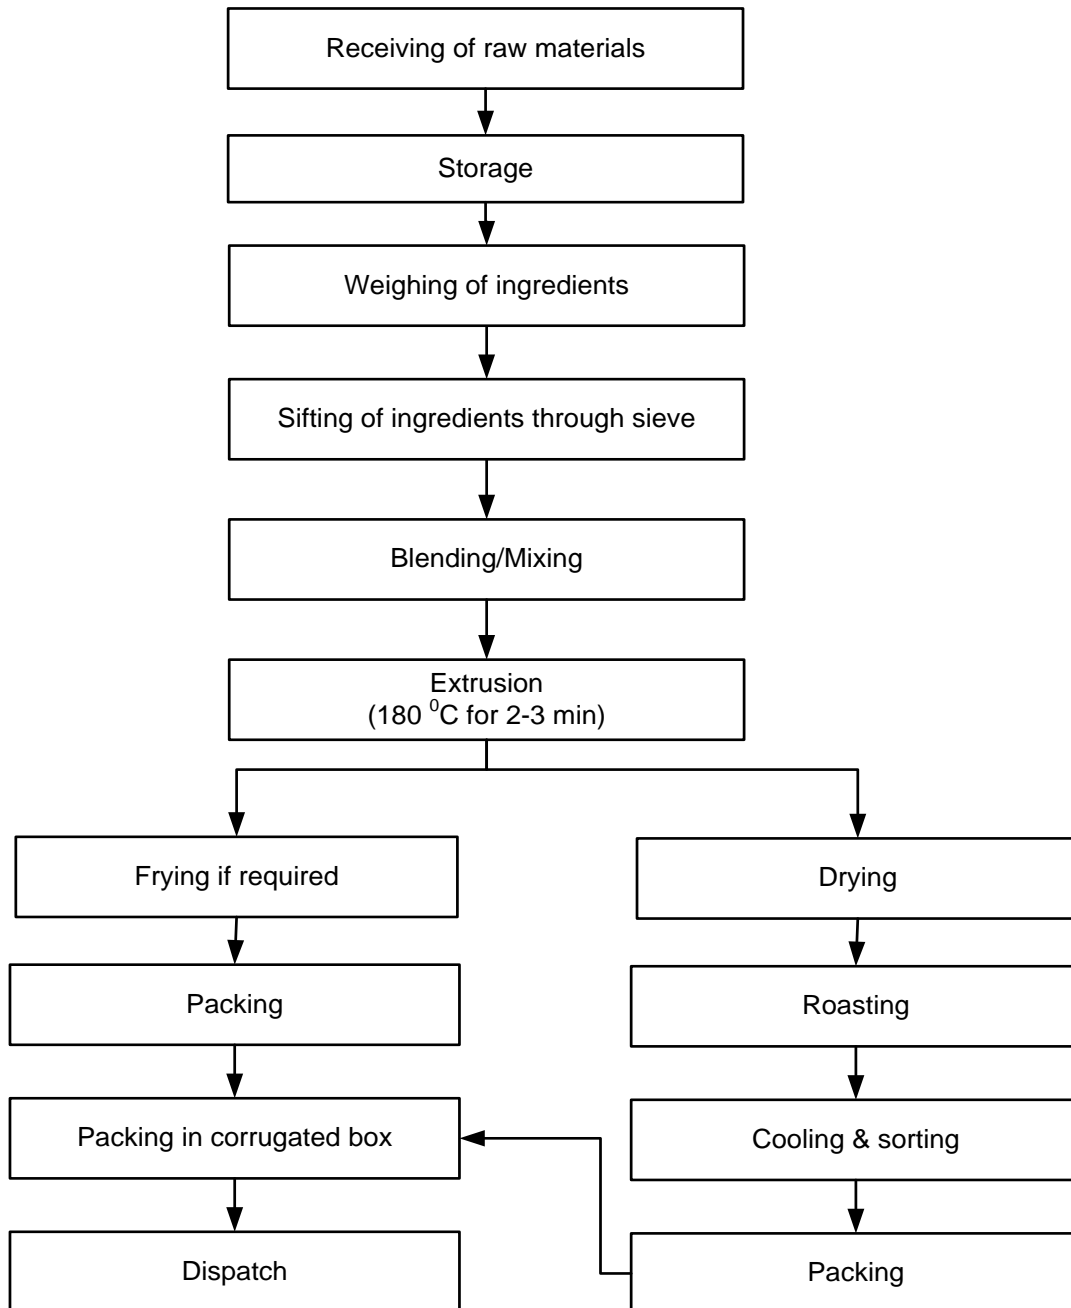 Receiving of raw materials
Storage
Weighing of ingredients
Sifting of ingredients through sieve
Blending/Mixing
Extrusion
(180 ⁰C for 2-3 min)
Frying if required
Drying
Packing
Roasting
Packing in corrugated box
Cooling & sorting
Dispatch
Packing